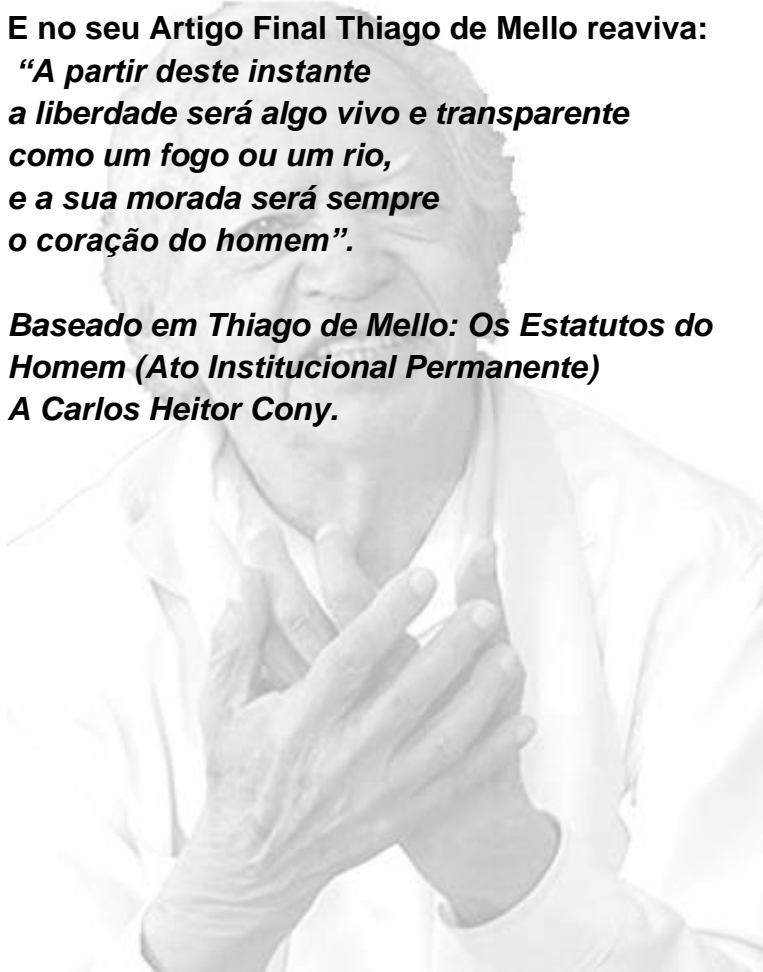 E no seu Artigo Final Thiago de Mello reaviva:
“A partir deste instante
a liberdade será algo vivo e transparente
como um fogo ou um rio,
e a sua morada será sempre
o coração do homem”.
Baseado em Thiago de Mello: Os Estatutos do
Homem (Ato Institucional Permanente)
A Carlos Heitor Cony.